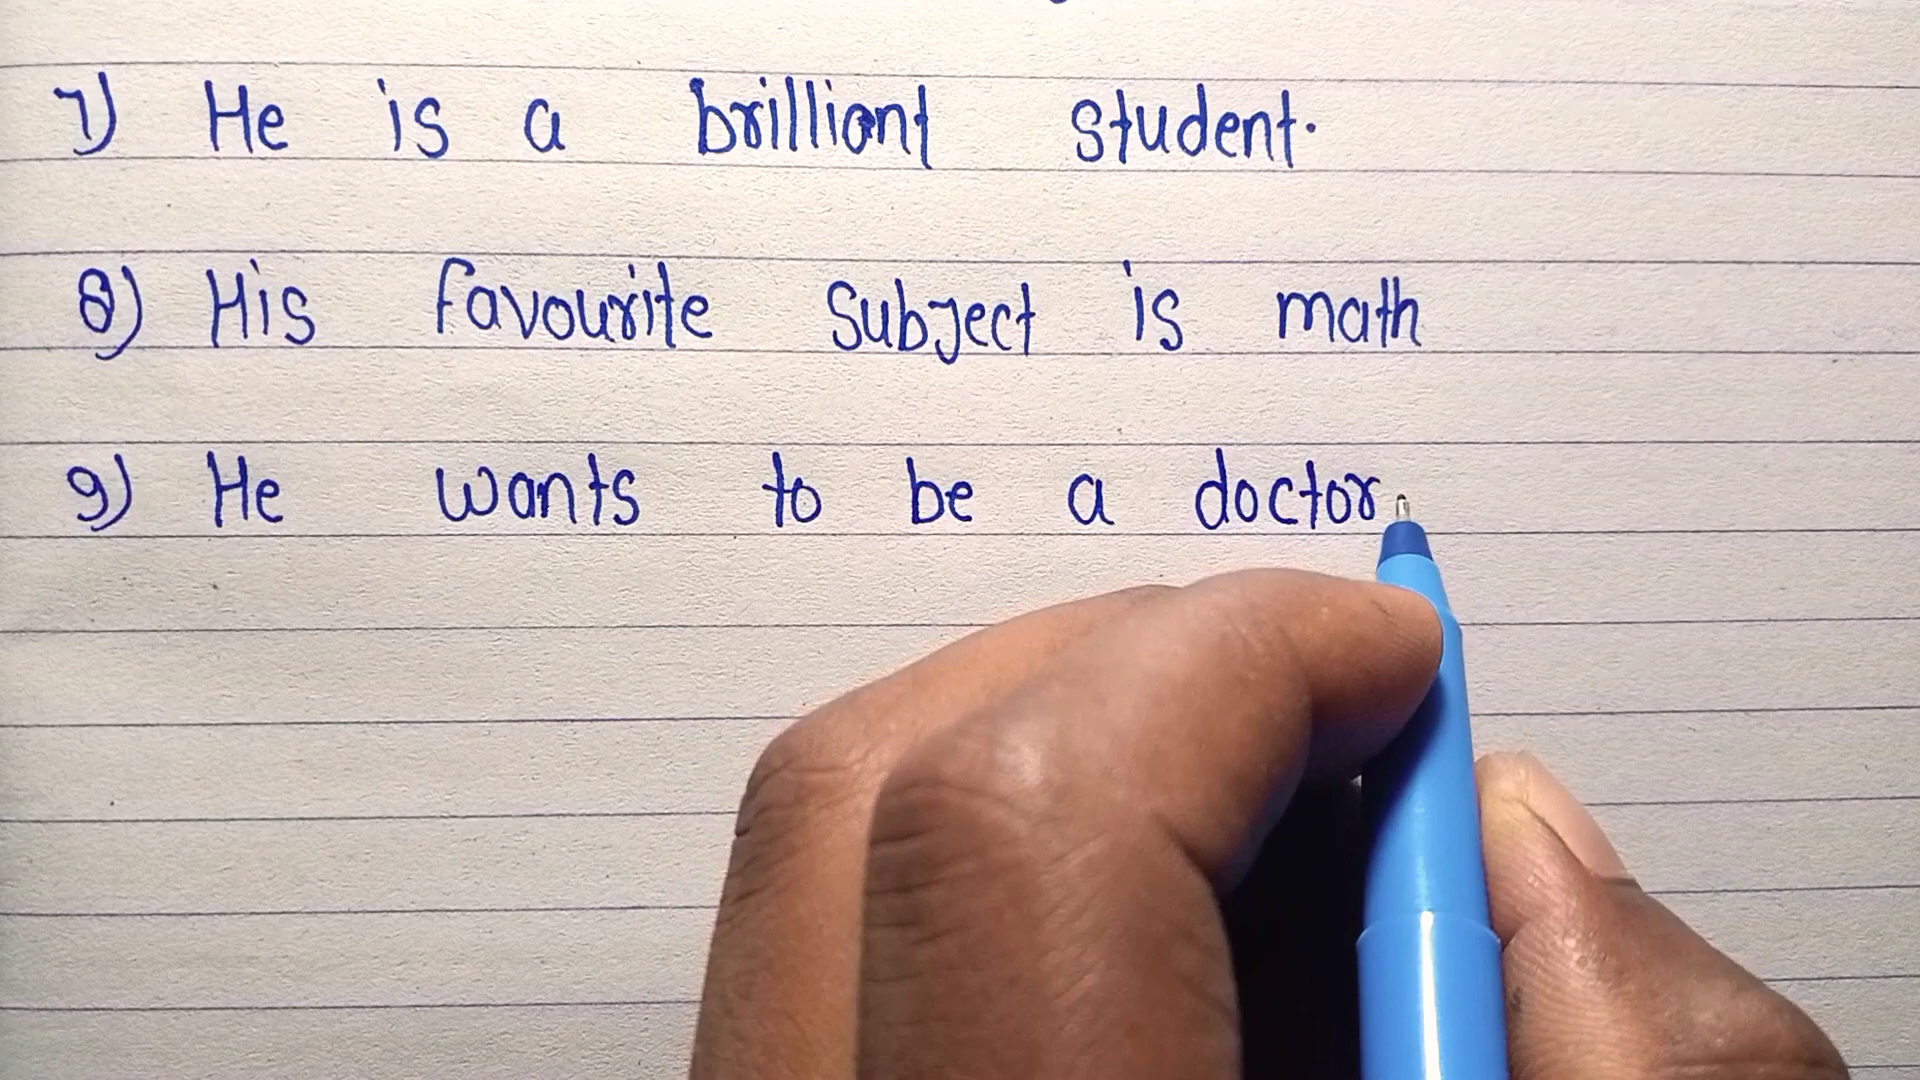 7) He is a brilliant student.
8) His favourite subject is math
9) He wants to be a doctor